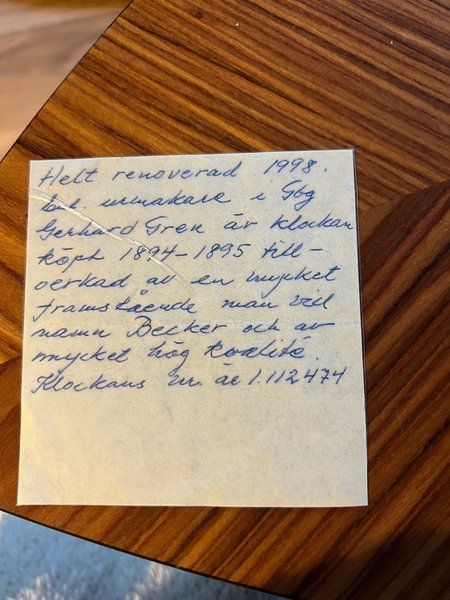 Helt renoverad 1998.
enl. urmakare i Gbg
Gerhard Gren är klockan
köpt 1894-1895 till-
verkad av en mycket
framstående man vid
namn Becker och av
mycket hög kvalité.
Klockans nr. är 1.112474